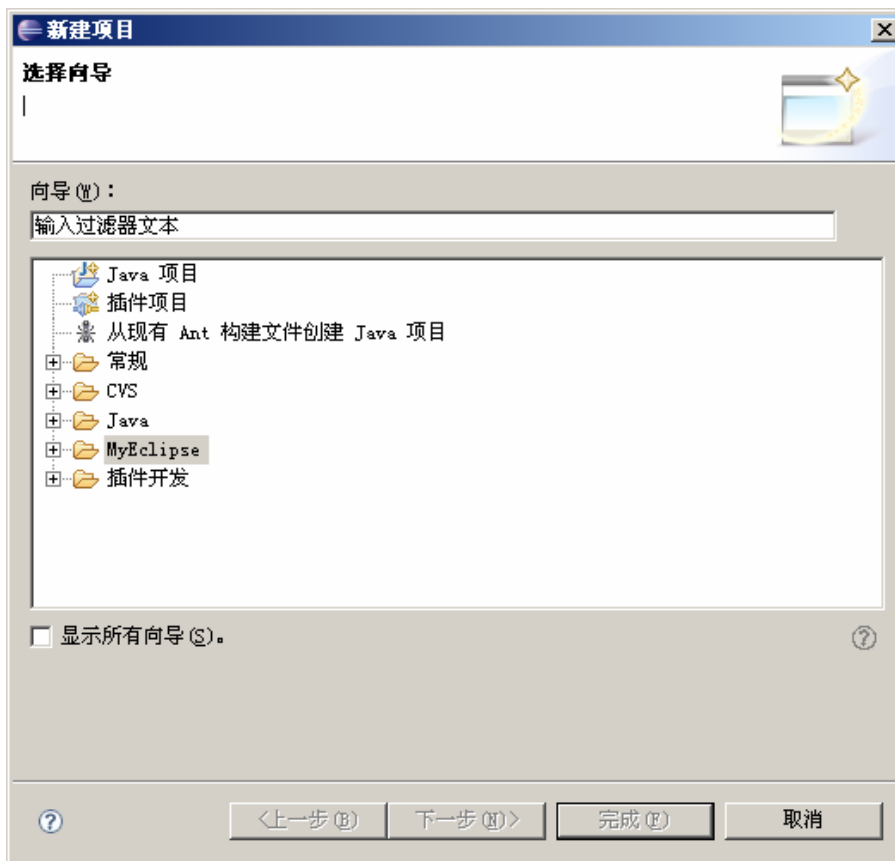 新建项目
选择向导
向导(W):
输入过滤器文本
Java 项目
插件项目
从现有 Ant 构建文件创建 Java 项目
常规
CVS
Java
MyEclipse
插件开发
显示所有向导(S)。
<上一步(B)
下一步(N)>
完成(F)
取消